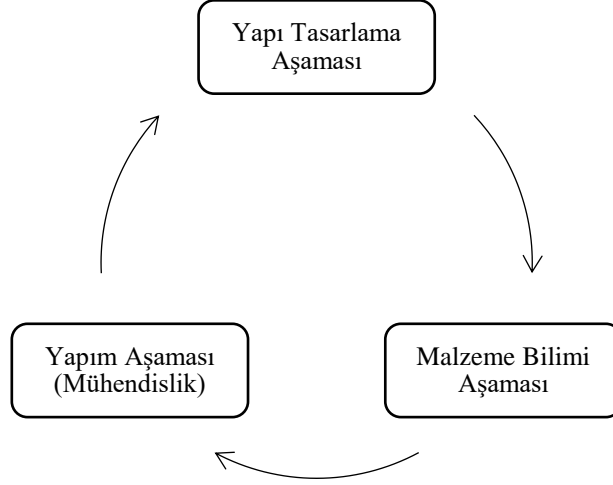 Yapı Tasarlama
Aşaması
Yapım Aşaması
(Mühendislik)
Malzeme Bilimi
Aşaması